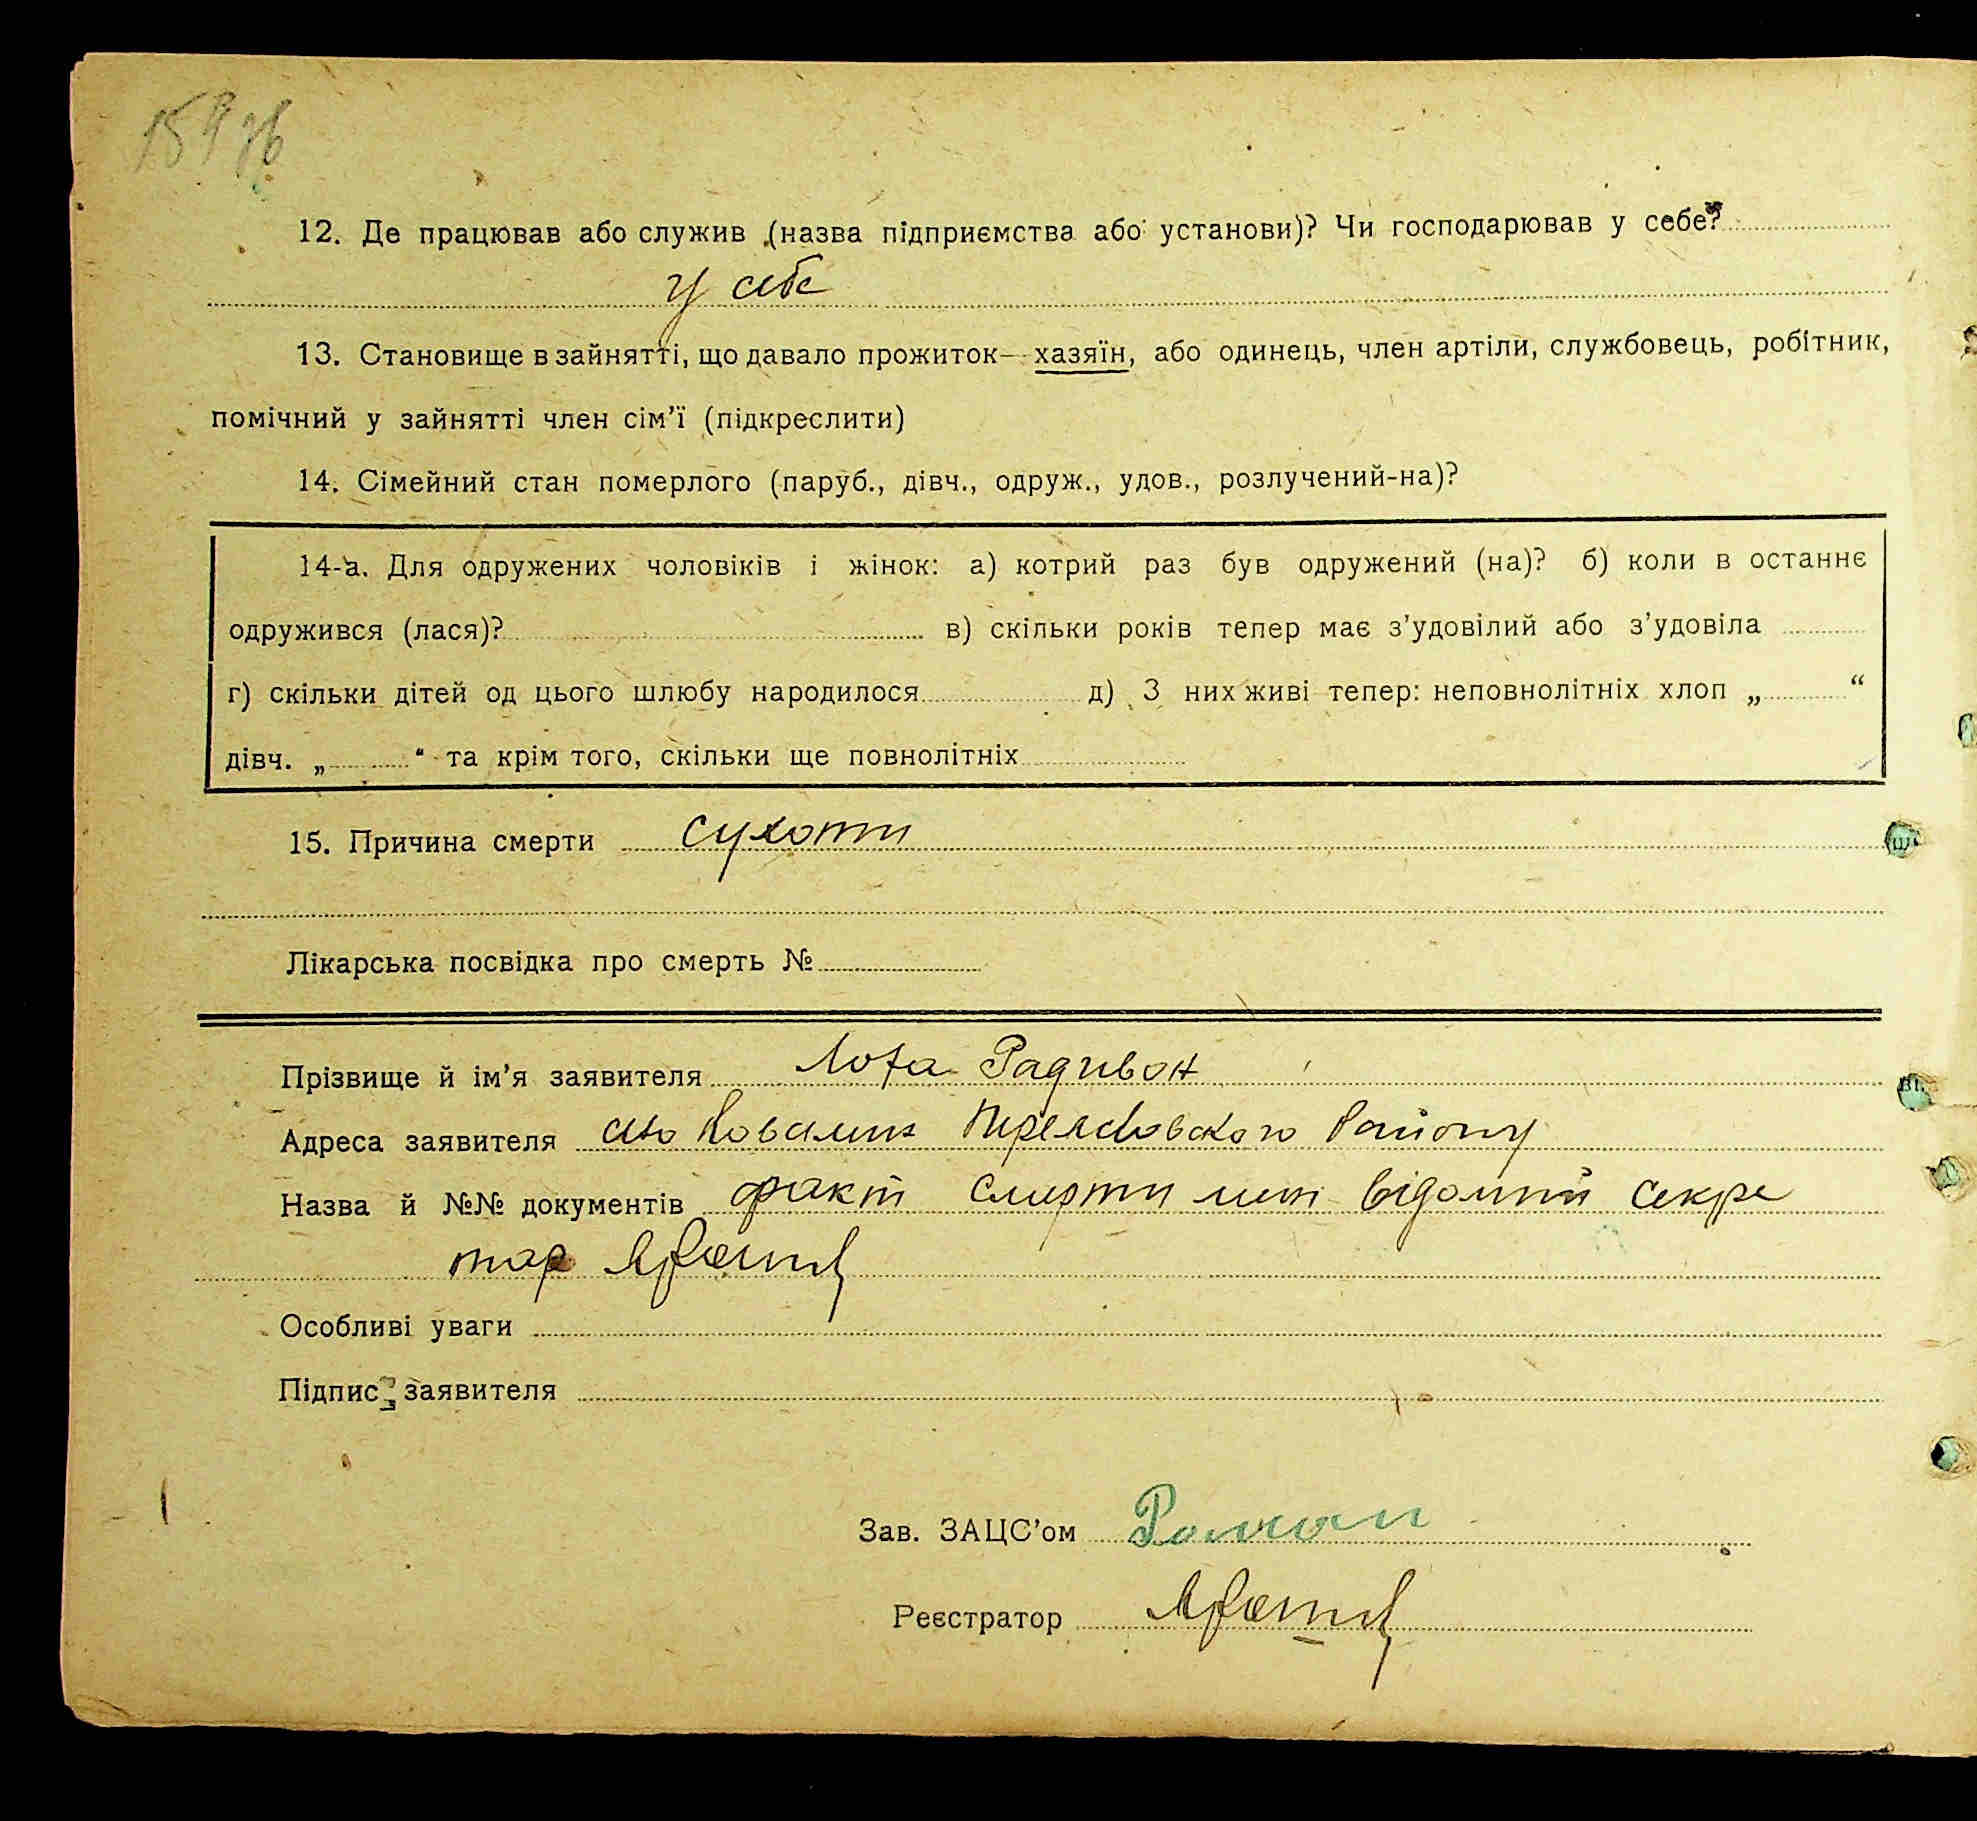 159 зв
12. Де працював або служив (назва підприємства або установи)? Чи господарював у себе?
у себе
13. Становище в зайнятті, що давало прожиток—хазяїн, або одинець, член артіли, службовець, робітник,
помічний у зайнятті член сім’ї (підкреслити)
14. Сімейний стан померлого (паруб., дівч., одруж., удов., розлучений-на)?
14-а. Для одружених чоловіків і жінок: а) котрий раз був одружений (на)? б) коли в останнє
одружився (лася)? в) скільки років тепер має з’удовілий або з’удовіла
г) скільки дітей од цього шлюбу народилося д) З них живі тепер: неповнолітніх хлоп „ “
дівч. „ “ та крім того, скільки ще повнолітніх
15. Причина смерти сухоти
Лікарська посвідка про смерть №
Прізвище й ім’я заявителя Радивон
Адреса заявителя село Ковалин району
Назва й №№ документів факт смерти мені відомий секре
тар
Особливі уваги
Підпис заявителя
Зав. ЗАЦС’ом
Реєстратор